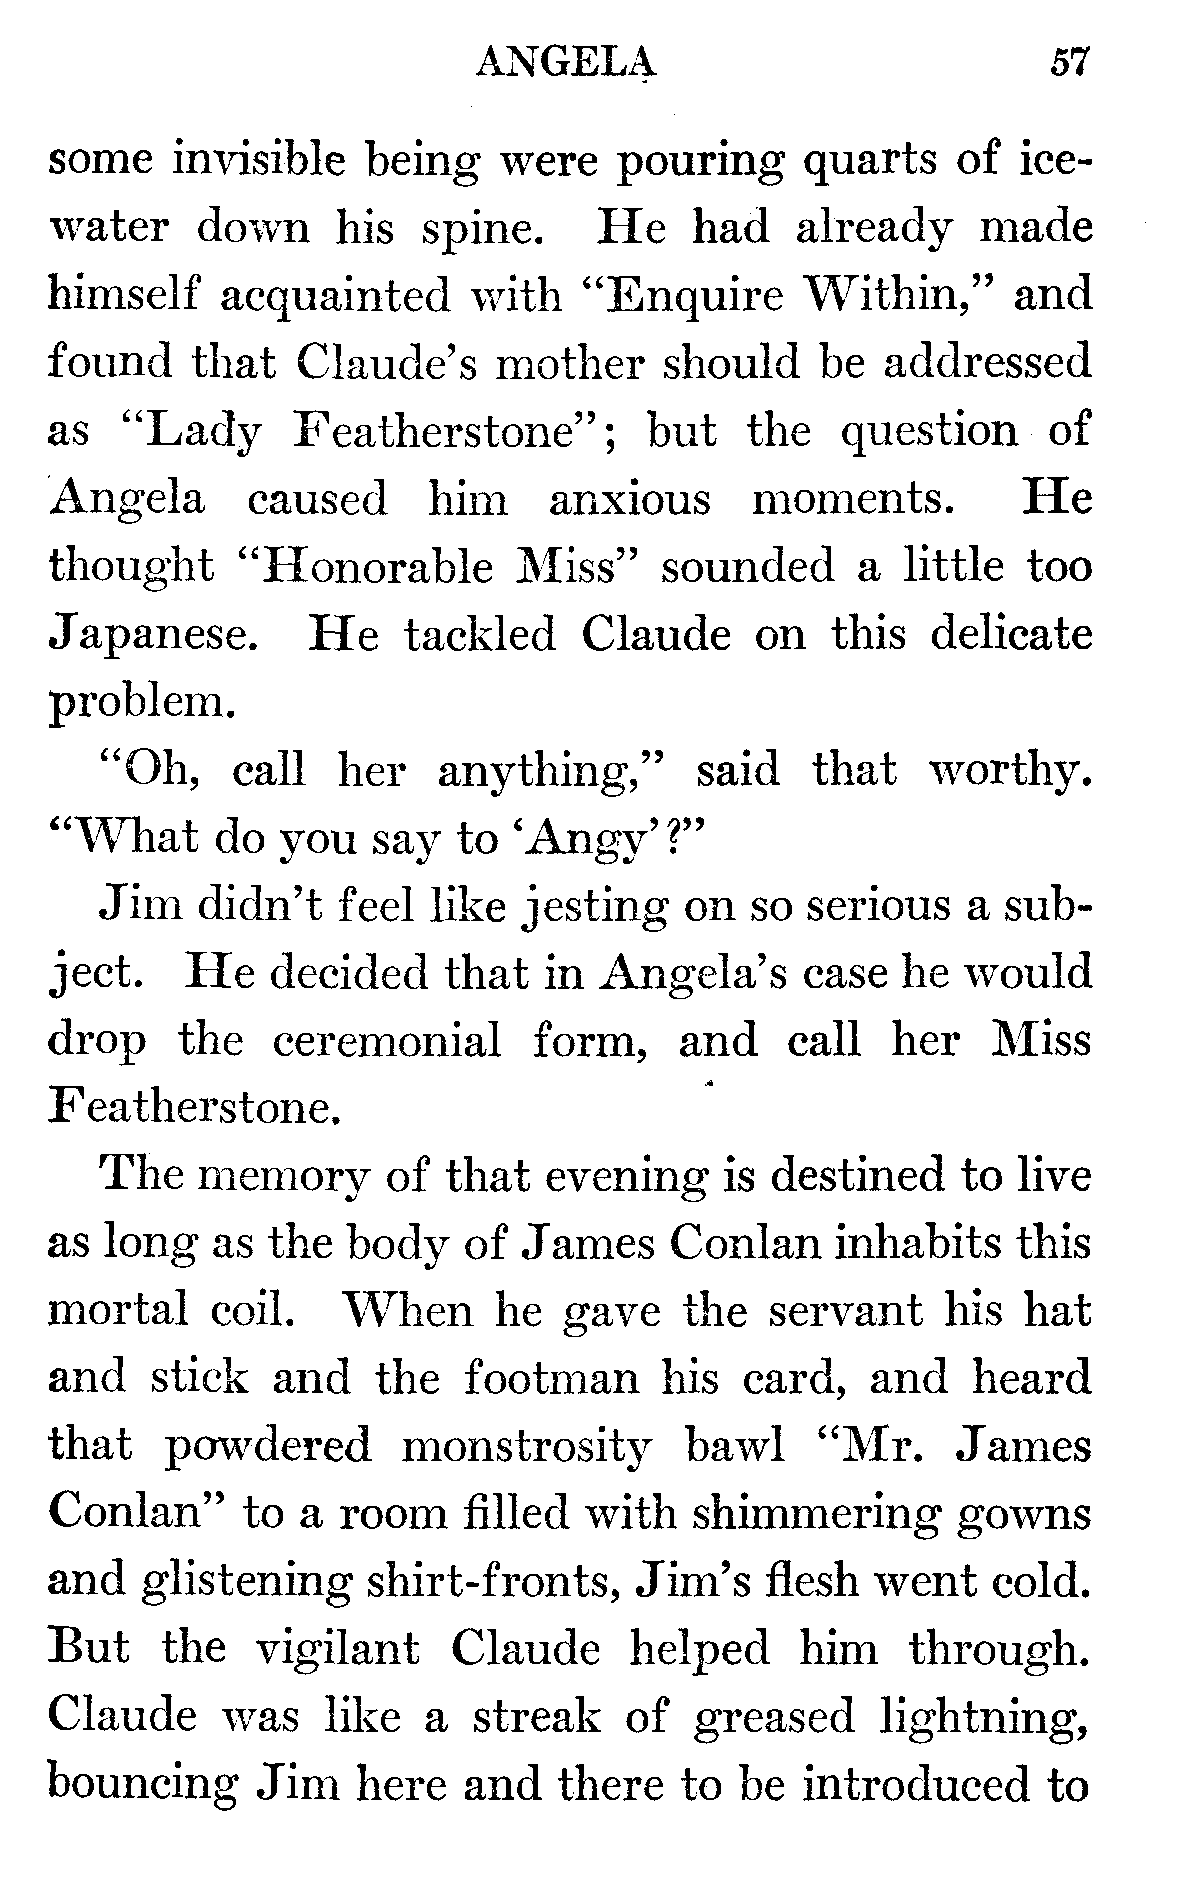 ANGELA 57
some invisible being were pouring quarts of ice-
water down his spine. He had already made
himself acquainted with “Enquire Within,” and
found that Claude’s mother should be addressed
as “Lady Featherstone”; but the question of
Angela caused him anxious moments. He
thought “Honorable Miss” sounded a little too
Japanese. He tackled Claude on this delicate
problem.
“Oh, call her anything,” said that worthy.
“What do you say to ‘Angy’?”
Jim didn’t feel like jesting on so serious a sub-
ject. He decided that in Angela’s case he would
drop the ceremonial form, and call her Miss
Featherstone.
The memory of that evening is destined to live
as long as the body of James Conlan inhabits this
mortal coil. When he gave the servant his hat
and stick and the footman his card, and heard
that powdered monstrosity bawl “Mr. James
Conlan” to a room filled with shimmering gowns
and glistening shirt-fronts, Jim’s flesh went cold.
But the vigilant Claude helped him through.
Claude was like a streak of greased lightning,
bouncing Jim here and there to be introduced to